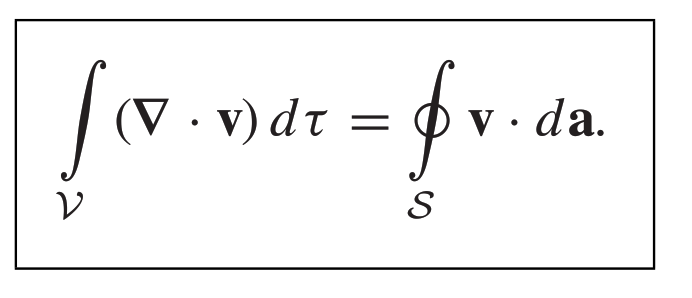 ∫_𝒱 (∇ · v) dτ = ∮_𝒮 v · da.